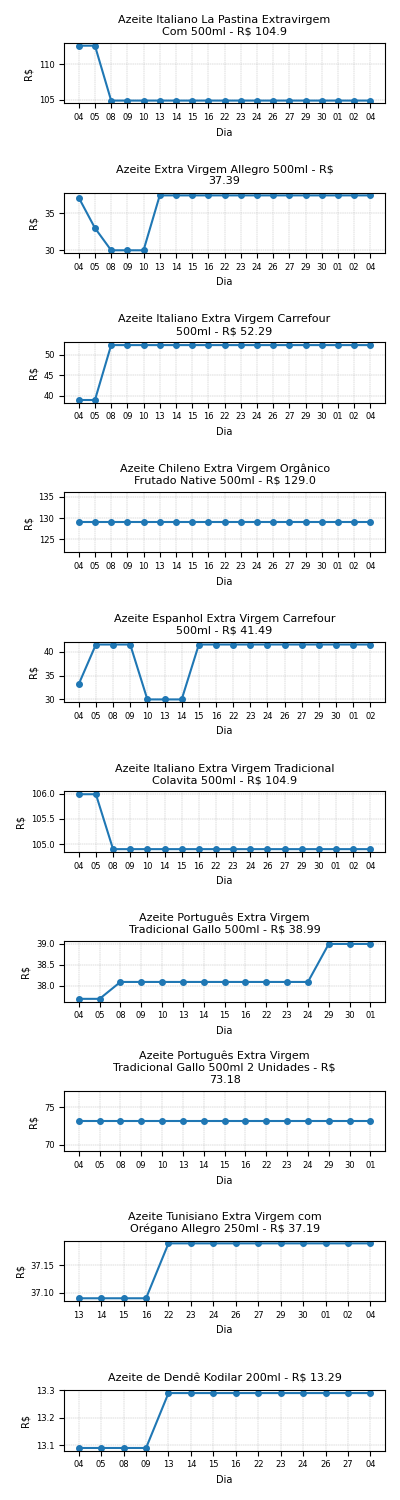 Azeite Italiano La Pastina Extravirgem
Com 500ml - R$ 104.9
R$
110
105
04 05 08 09 10 13 14 15 16 22 23 24 26 27 29 30 01 02 04
Dia
Azeite Extra Virgem Allegro 500ml - R$
37.39
R$
35
30
04 05 08 09 10 13 14 15 16 22 23 24 26 27 29 30 01 02 04
Dia
Azeite Italiano Extra Virgem Carrefour
500ml - R$ 52.29
R$
50
45
40
04 05 08 09 10 13 14 15 16 22 23 24 26 27 29 30 01 02 04
Dia
Azeite Chileno Extra Virgem Orgânico
Frutado Native 500ml - R$ 129.0
R$
135
130
125
04 05 08 09 10 13 14 15 16 22 23 24 26 27 29 30 01 02 04
Dia
Azeite Espanhol Extra Virgem Carrefour
500ml - R$ 41.49
R$
40
35
30
04 05 08 09 10 13 14 15 16 22 23 24 26 27 29 30 01 02
Dia
Azeite Italiano Extra Virgem Tradicional
Colavita 500ml - R$ 104.9
R$
106.0
105.5
105.0
04 05 08 09 10 13 14 15 16 22 23 24 26 27 29 30 01 02 04
Dia
Azeite Português Extra Virgem
Tradicional Gallo 500ml - R$ 38.99
R$
39.0
38.5
38.0
04 05 08 09 10 13 14 15 16 22 23 24 29 30 01
Dia
Azeite Português Extra Virgem
Tradicional Gallo 500ml 2 Unidades - R$
73.18
R$
75
70
04 05 08 09 10 13 14 15 16 22 23 24 29 30 01
Dia
Azeite Tunisiano Extra Virgem com
Orégano Allegro 250ml - R$ 37.19
R$
37.15
37.10
13 14 15 16 22 23 24 26 27 29 30 01 02 04
Dia
Azeite de Dendê Kodilar 200ml - R$ 13.29
R$
13.3
13.2
13.1
04 05 08 09 13 14 15 16 22 23 24 26 27 04
Dia